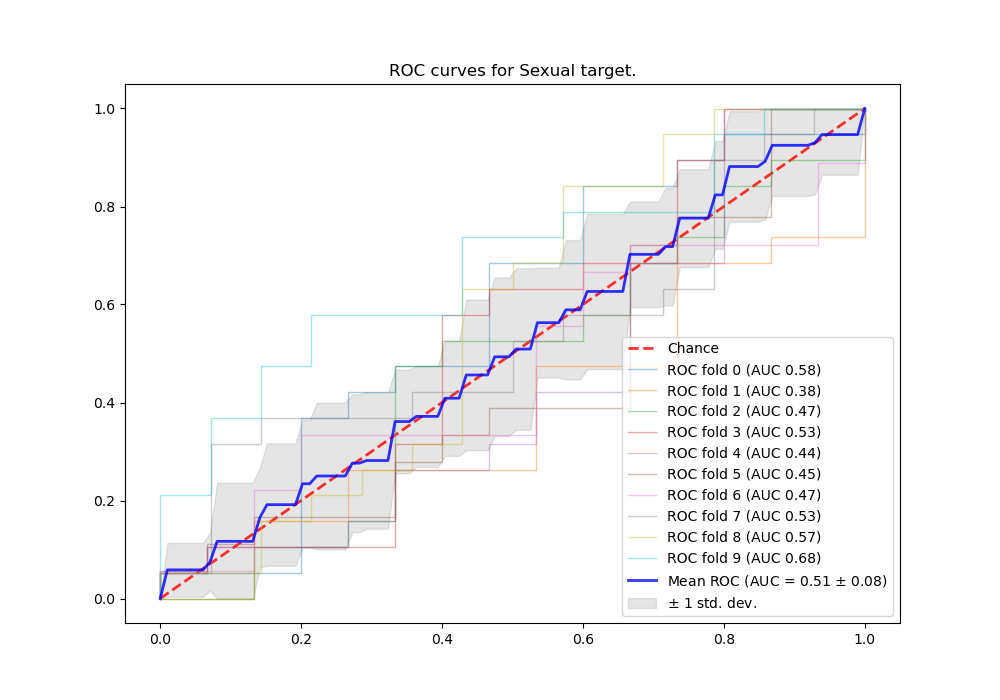 ROC curves for Sexual target.
1.0
0.8
0.6
0.4
0.2
0.0
0.0 0.2 0.4 0.6 0.8 1.0
Chance
ROC fold 0 (AUC 0.58)
ROC fold 1 (AUC 0.38)
ROC fold 2 (AUC 0.47)
ROC fold 3 (AUC 0.53)
ROC fold 4 (AUC 0.44)
ROC fold 5 (AUC 0.45)
ROC fold 6 (AUC 0.47)
ROC fold 7 (AUC 0.53)
ROC fold 8 (AUC 0.57)
ROC fold 9 (AUC 0.68)
Mean ROC (AUC = 0.51 ± 0.08)
± 1 std. dev.